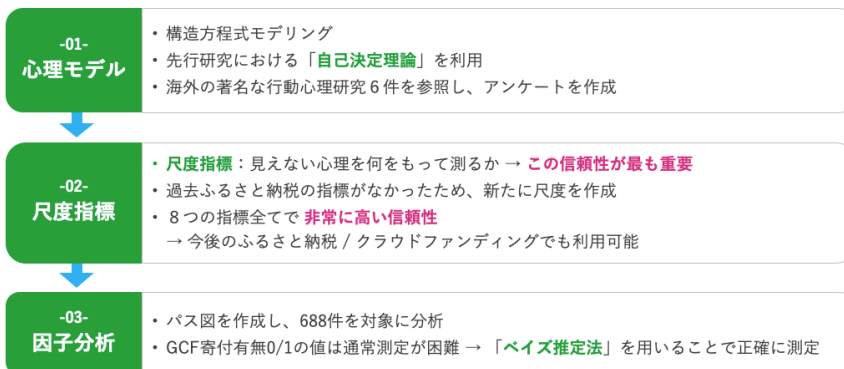 -01-
心理モデル
・ 構造方程式モデリング
・ 先行研究における「自己決定理論」を利用
・ 海外の著名な行動心理研究６件を参照し、アンケートを作成
-02-
尺度指標
・ 尺度指標：見えない心理を何をもって測るか → この信頼性が最も重要
・ 過去ふるさと納税の指標がなかったため、新たに尺度を作成
・ ８つの指標全てで 非常に高い信頼性
→ 今後のふるさと納税 / クラウドファンディングでも利用可能
-03-
因子分析
・ パス図を作成し、688件を対象に分析
・ GCF寄付有無0/1の値は通常測定が困難 → 「ベイズ推定法」を用いることで正確に測定